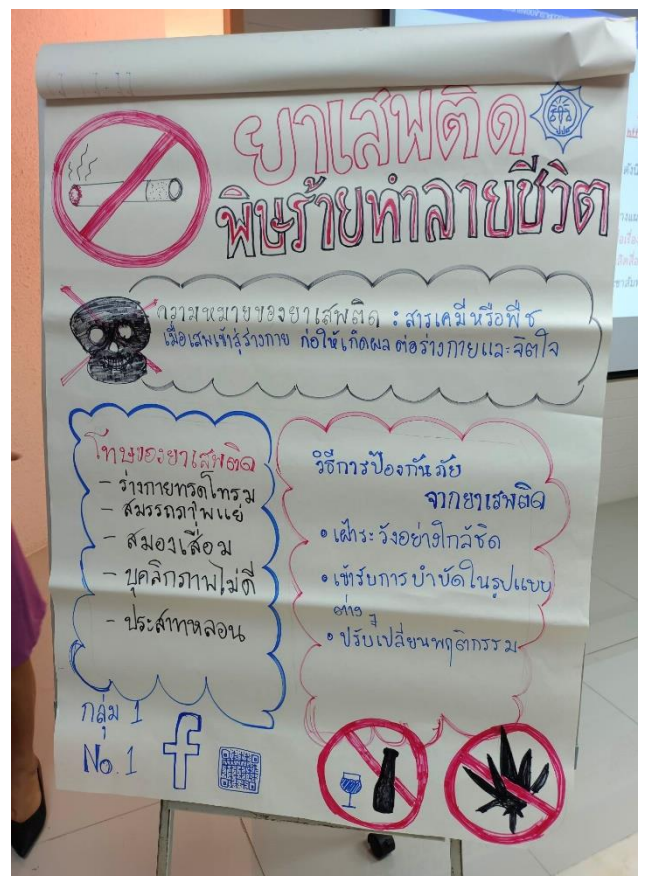 ยาเสพติด
พิษร้ายทำลายชีวิต
ความหมายของยาเสพติด : สารเคมีหรือพืช
เมื่อเสพเข้าสู่ร่างกาย ก่อให้เกิดผลต่อร่างกายและจิตใจ
โทษของยาเสพติด
- ร่างกายทรุดโทรม
- สมรรถภาพแย่
- สมองเสื่อม
- บุคลิกภาพไม่ดี
- ประสาทหลอน
วิธีการป้องกันภัย
จากยาเสพติด
• เฝ้าระวังอย่างใกล้ชิด
• เข้ารับการบำบัดในรูปแบบ
ต่าง ๆ
• ปรับเปลี่ยนพฤติกรรม
กลุ่ม 1
No. 1
f